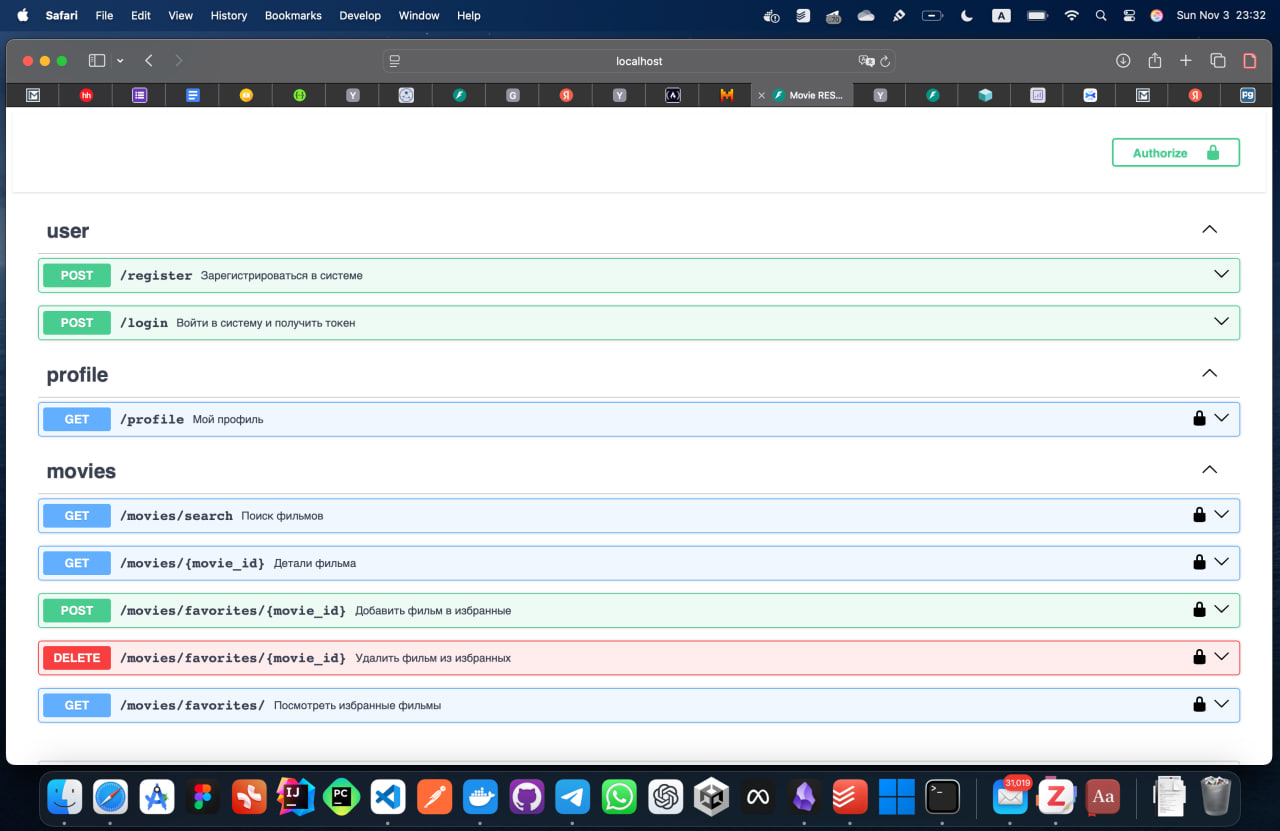 Safari File Edit View History Bookmarks Develop Window Help A Sun Nov 3 23:32
localhost
hh Y G Я Y Movie RES... Y Я pg
Authorize
user
POST /register Зарегистрироваться в системе
POST /login Войти в систему и получить токен
profile
GET /profile Мой профиль
movies
GET /movies/search Поиск фильмов
GET /movies/{movie_id} Детали фильма
POST /movies/favorites/{movie_id} Добавить фильм в избранные
DELETE /movies/favorites/{movie_id} Удалить фильм из избранных
GET /movies/favorites/ Посмотреть избранные фильмы
IJ PC >_ 31,019 Z Aa